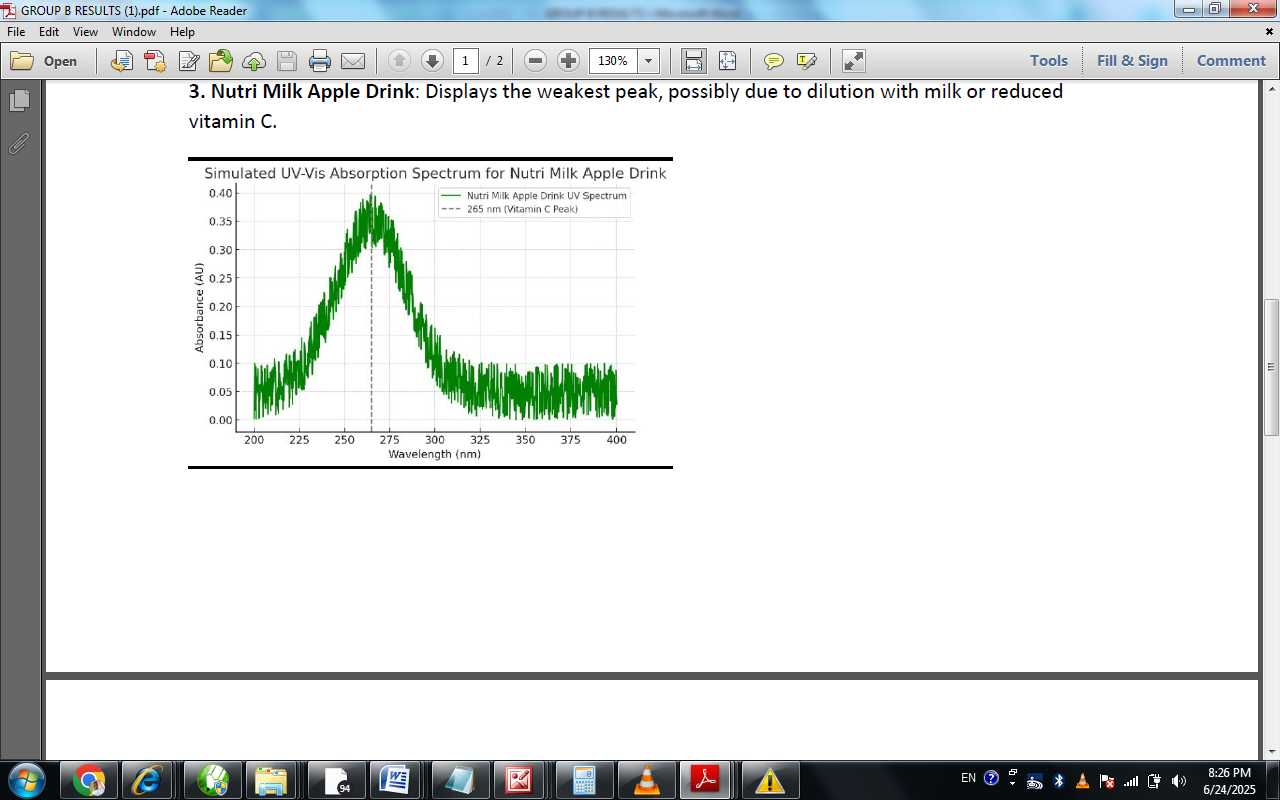 GROUP B RESULTS (1).pdf - Adobe Reader
File Edit View Window Help
Open 1 / 2 130% Tools Fill & Sign Comment
3. Nutri Milk Apple Drink: Displays the weakest peak, possibly due to dilution with milk or reduced
vitamin C.
Simulated UV-Vis Absorption Spectrum for Nutri Milk Apple Drink
Nutri Milk Apple Drink UV Spectrum
265 nm (Vitamin C Peak)
Absorbance (AU)
0.40
0.35
0.30
0.25
0.20
0.15
0.10
0.05
0.00
200 225 250 275 300 325 350 375 400
Wavelength (nm)
94
EN
8:26 PM
6/24/2025